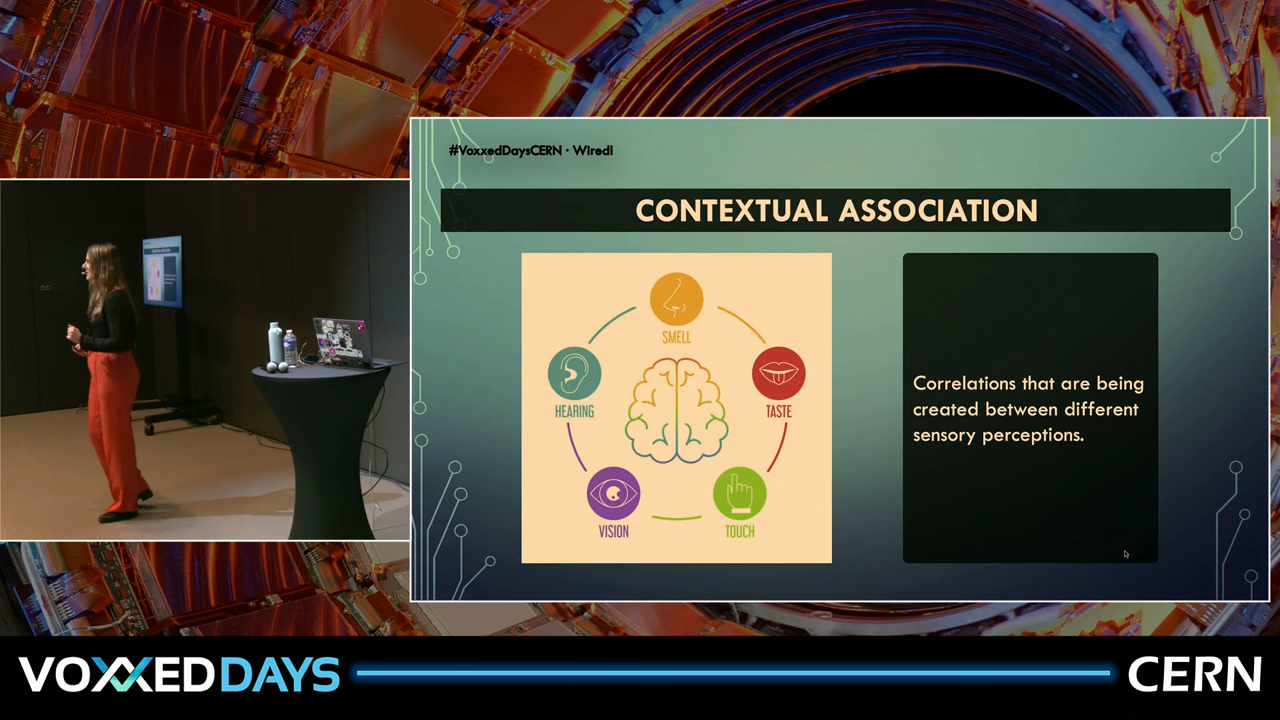 #VoxxedDaysCERN · Wired!
CONTEXTUAL ASSOCIATION
SMELL
HEARING
TASTE
VISION
TOUCH
Correlations that are being
created between different
sensory perceptions.
VOXXEDDAYS
CERN